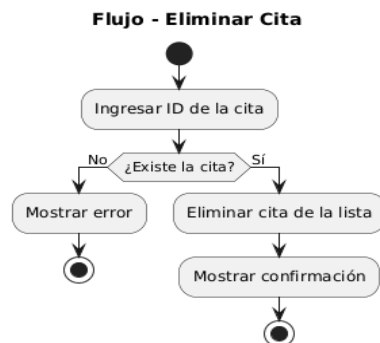 Flujo - Eliminar Cita
Ingresar ID de la cita
¿Existe la cita?
No
Sí
Mostrar error
Eliminar cita de la lista
Mostrar confirmación